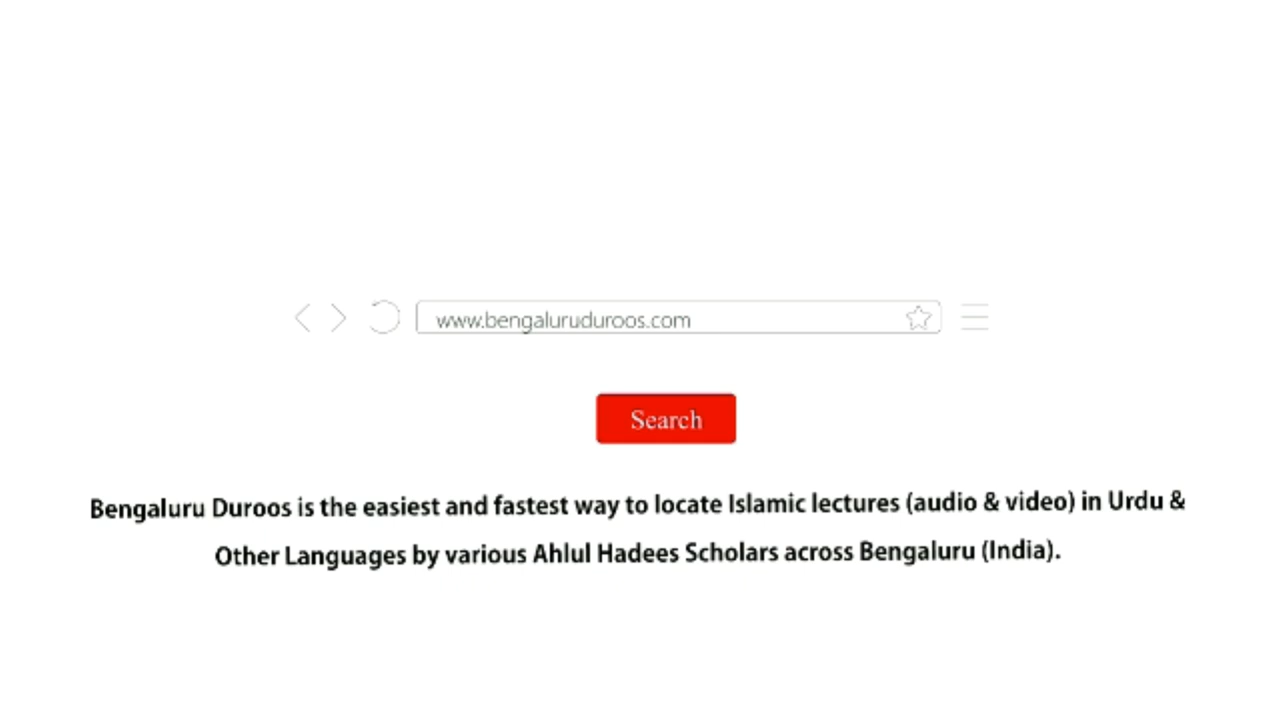 www.bengaluruduroos.com
Search
Bengaluru Duroos is the easiest and fastest way to locate Islamic lectures (audio & video) in Urdu &
Other Languages by various Ahlul Hadees Scholars across Bengaluru (India).